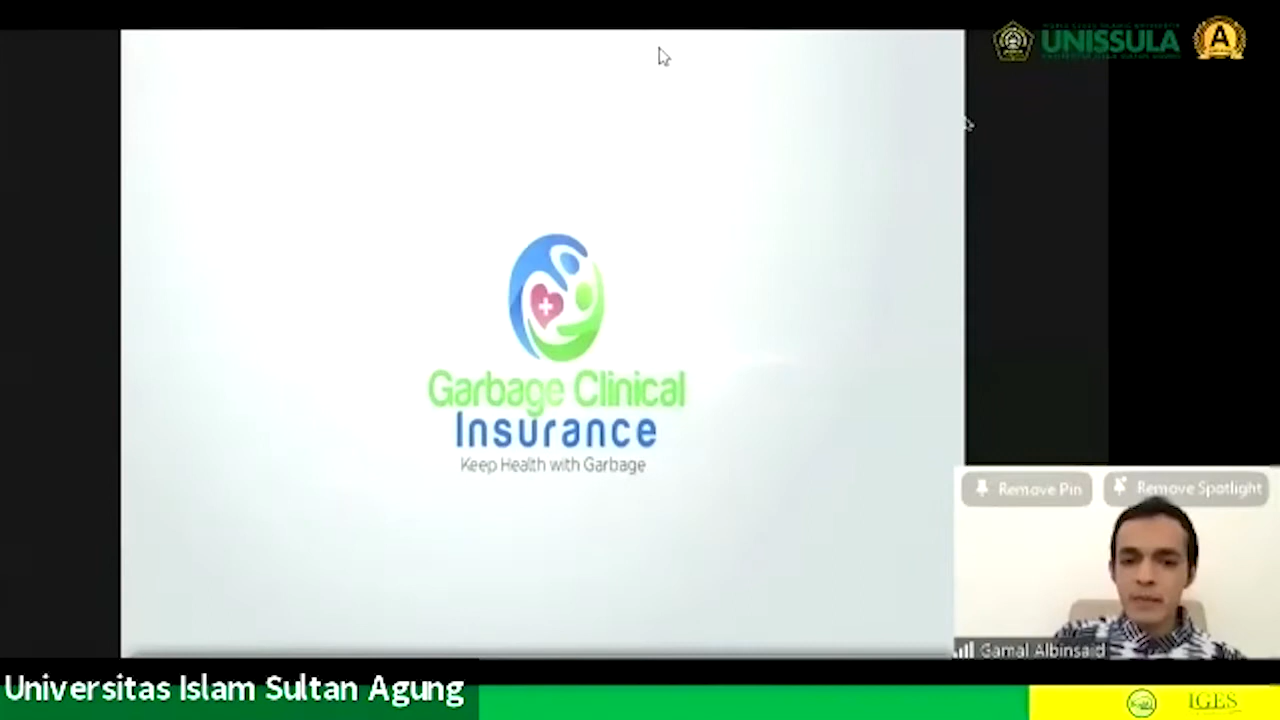 UNISSULA
A
Garbage Clinical
Insurance
Keep Health with Garbage
Remove Pin
Remove Spotlight
Gamal Albinsaid
Universitas Islam Sultan Agung
IGES